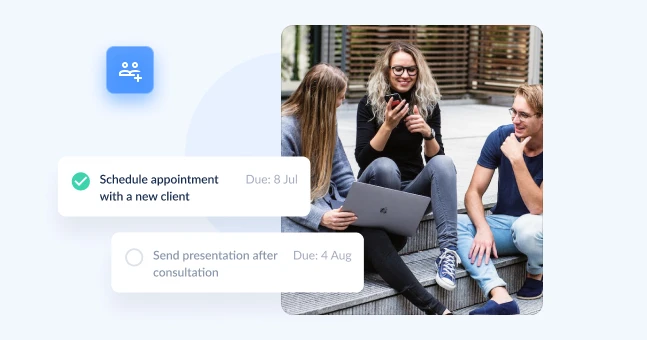 Schedule appointment
with a new client
Due: 8 Jul
Send presentation after
consultation
Due: 4 Aug